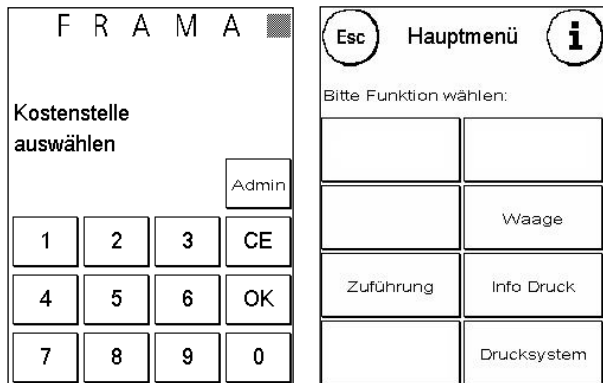 FRAMA
Kostenstelle
auswählen
Admin
1 2 3 CE
4 5 6 OK
7 8 9 0
Esc Hauptmenü i
Bitte Funktion wählen:
Waage
Zuführung Info Druck
Drucksystem